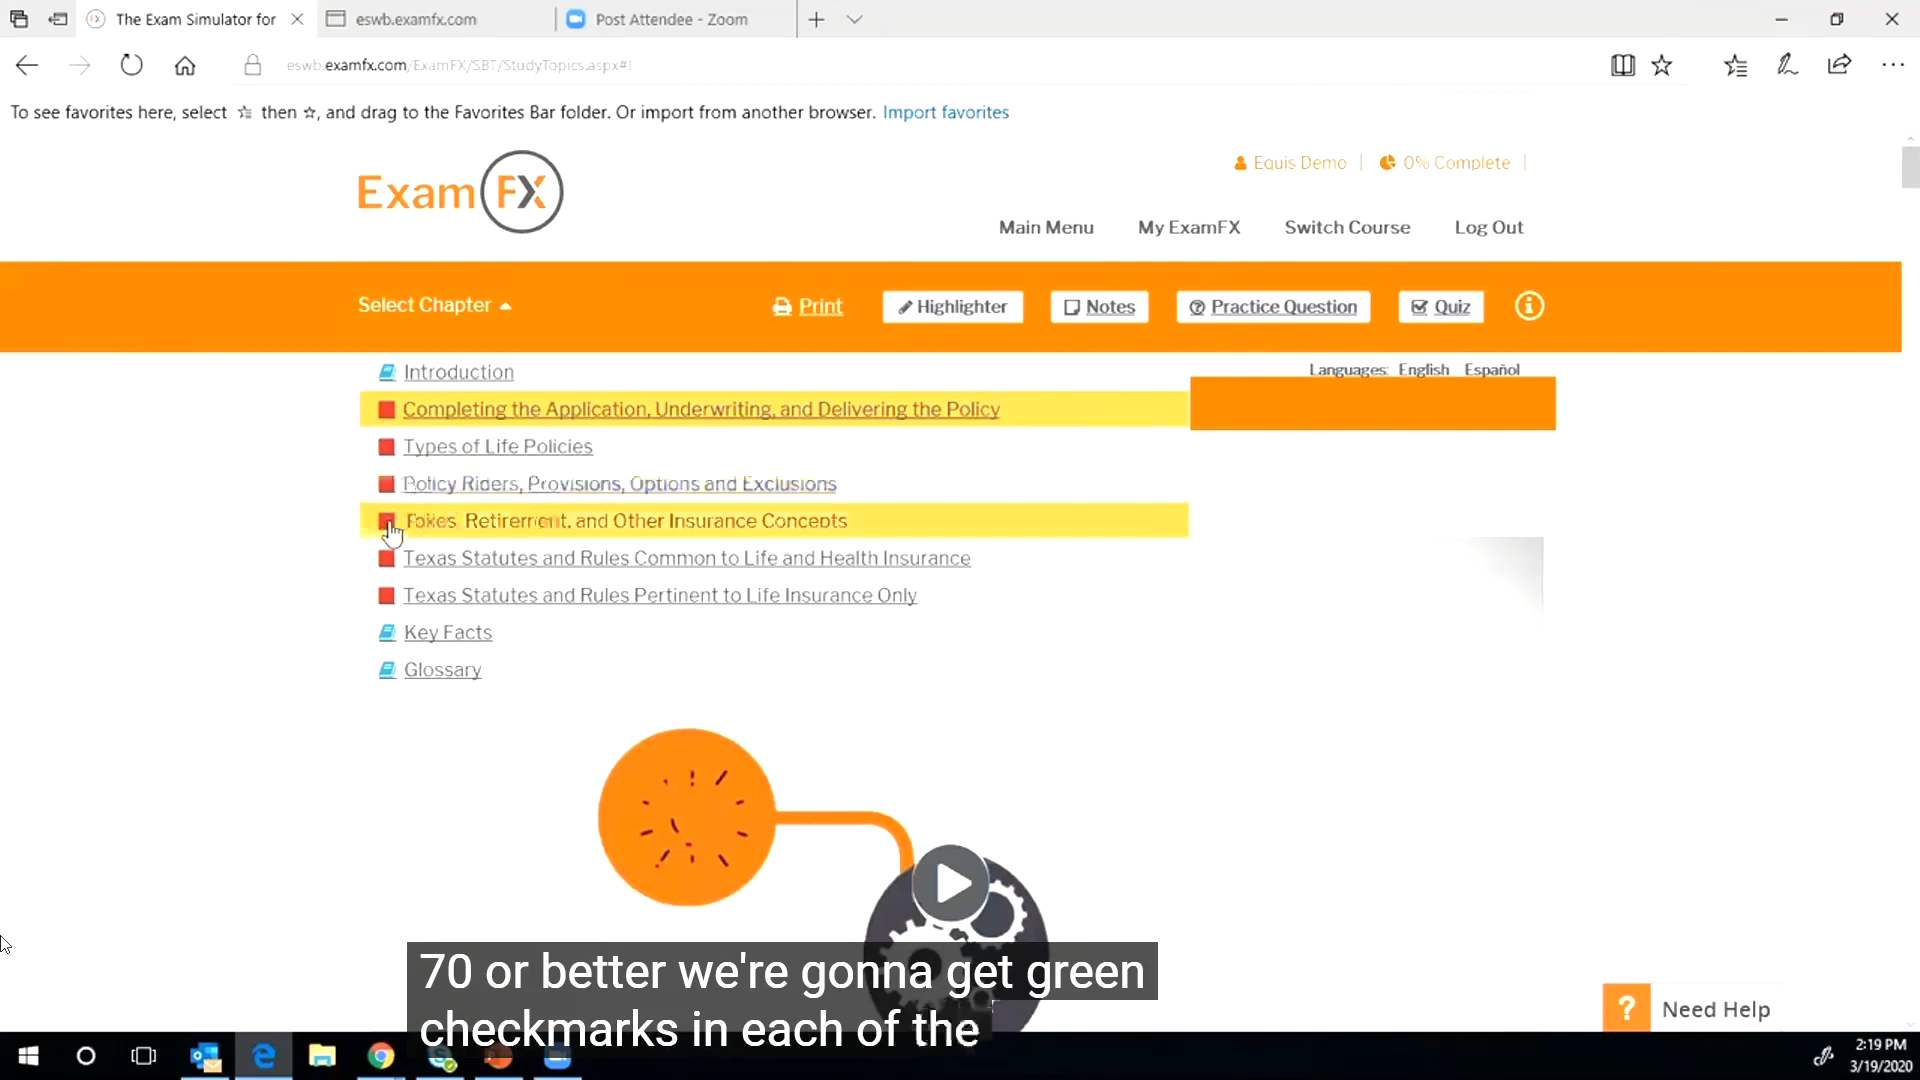 The Exam Simulator for
eswb.examfx.com
Post Attendee - Zoom
eswb.examfx.com/ExamFX/SBT/StudyTopics.aspx#!
To see favorites here, select ☆ then ☆, and drag to the Favorites Bar folder. Or import from another browser. Import favorites
Exam FX
Equis Demo | 0% Complete |
Main Menu My ExamFX Switch Course Log Out
Select Chapter Print Highlighter Notes Practice Question Quiz
Introduction
Languages: English Español
Completing the Application, Underwriting, and Delivering the Policy
Types of Life Policies
Policy Riders, Provisions, Options and Exclusions
Retirement, and Other Insurance Concepts
Texas Statutes and Rules Common to Life and Health Insurance
Texas Statutes and Rules Pertinent to Life Insurance Only
Key Facts
Glossary
70 or better we're gonna get green
checkmarks in each of the
? Need Help
2:19 PM
3/19/2020